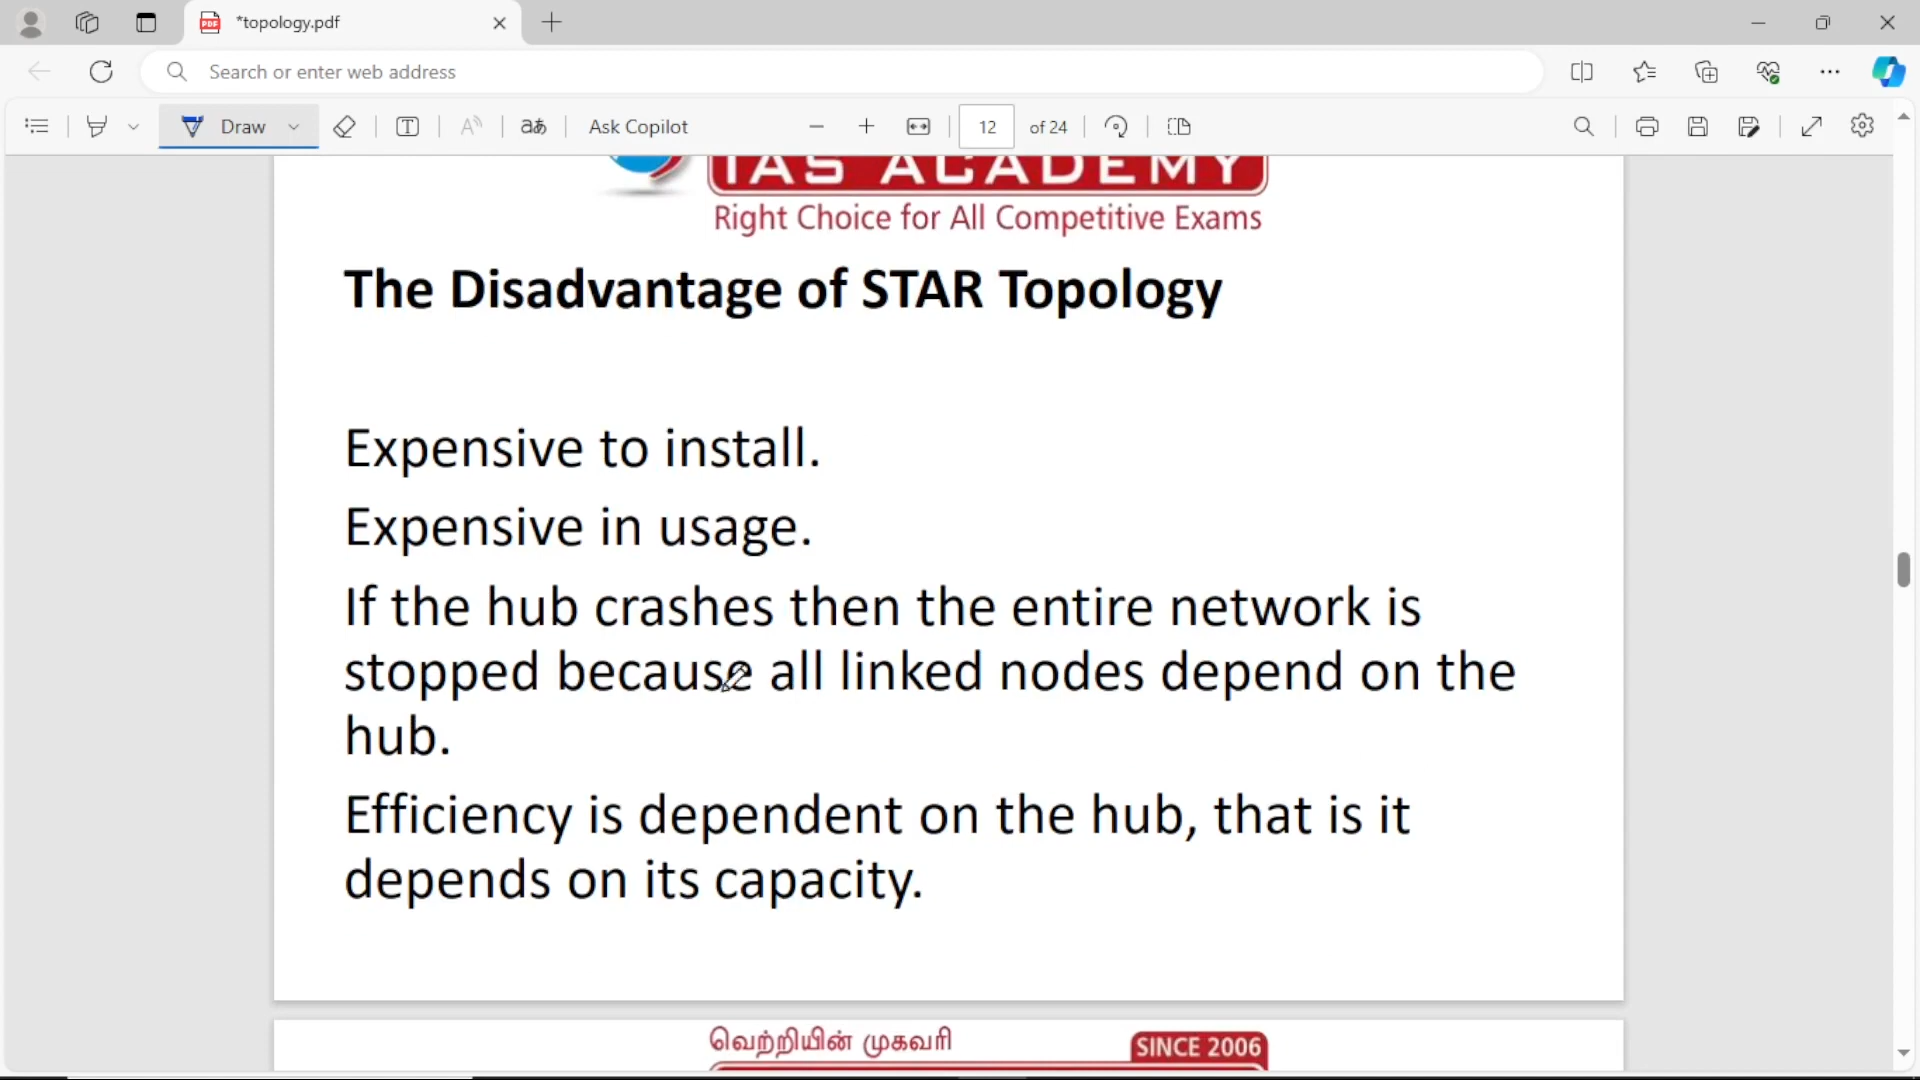 *topology.pdf
Search or enter web address
Draw
Ask Copilot
12 of 24
IAS ACADEMY
Right Choice for All Competitive Exams
The Disadvantage of STAR Topology
Expensive to install.
Expensive in usage.
If the hub crashes then the entire network is
stopped because all linked nodes depend on the
hub.
Efficiency is dependent on the hub, that is it
depends on its capacity.
வெற்றியின் முகவரி
SINCE 2006